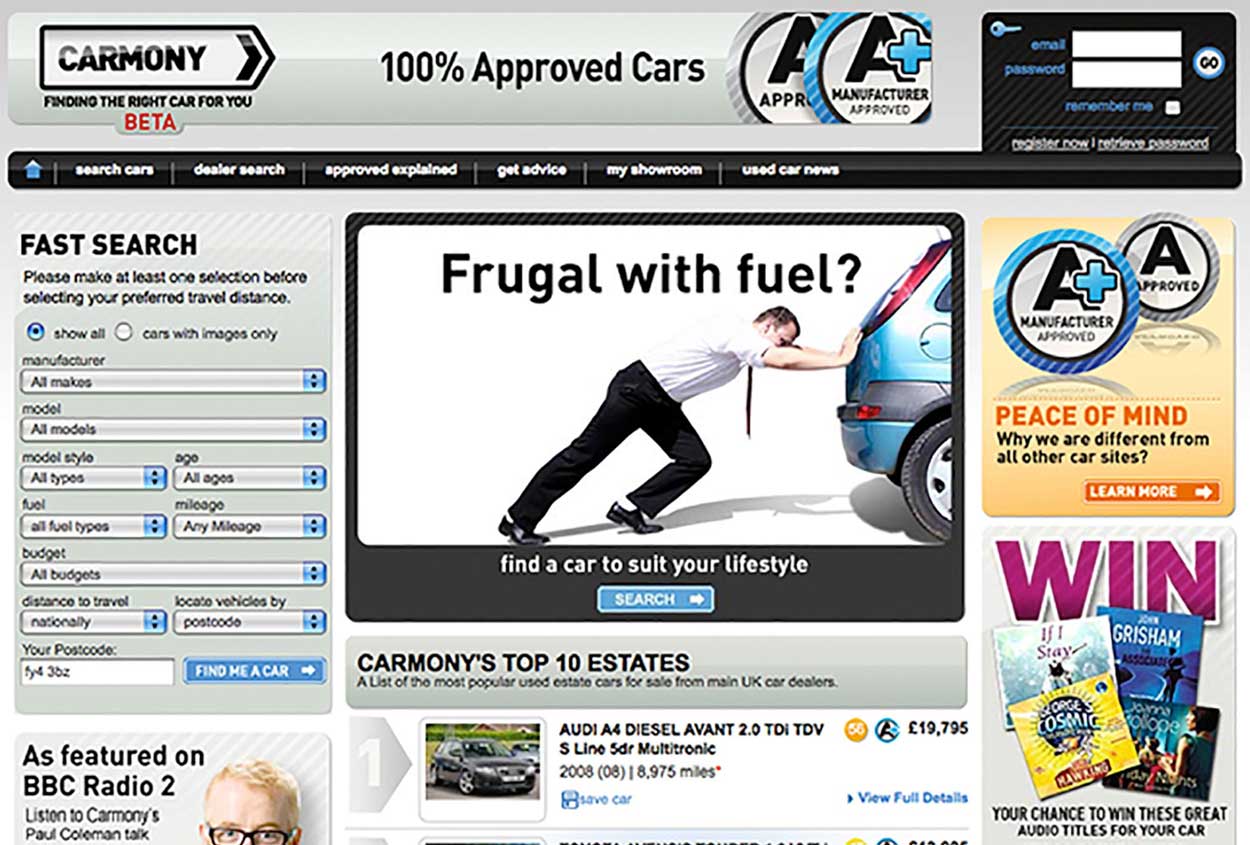 CARMONY
FINDING THE RIGHT CAR FOR YOU
BETA
100% Approved Cars
A
APPR
A+
MANUFACTURER
APPROVED
email
password
GO
remember me
register now | retrieve password
search cars | dealer search | approved explained | get advice | my showroom | used car news
FAST SEARCH
Please make at least one selection before
selecting your preferred travel distance.
show all cars with images only
manufacturer
All makes
model
All models
model style age
All types All ages
fuel mileage
all fuel types Any Mileage
budget
All budgets
distance to travel locate vehicles by
nationally postcode
Your Postcode:
fy4 3bz FIND ME A CAR
As featured on
BBC Radio 2
Listen to Carmony's
Paul Coleman talk
Frugal with fuel?
find a car to suit your lifestyle
SEARCH
CARMONY'S TOP 10 ESTATES
A List of the most popular used estate cars for sale from main UK car dealers.
1
AUDI A4 DIESEL AVANT 2.0 TDi TDV
S Line 5dr Multitronic
2008 (08) | 8,975 miles*
save car
£19,795
View Full Details
A+
MANUFACTURER
APPROVED
A
APPROVED
PEACE OF MIND
Why we are different from
all other car sites?
LEARN MORE
WIN
If I
Stay
JOHN
GRISHAM
THE
ASSOCIATE
GEORGE'S
COSMIC
HAWKING
YOUR CHANCE TO WIN THESE GREAT
AUDIO TITLES FOR YOUR CAR